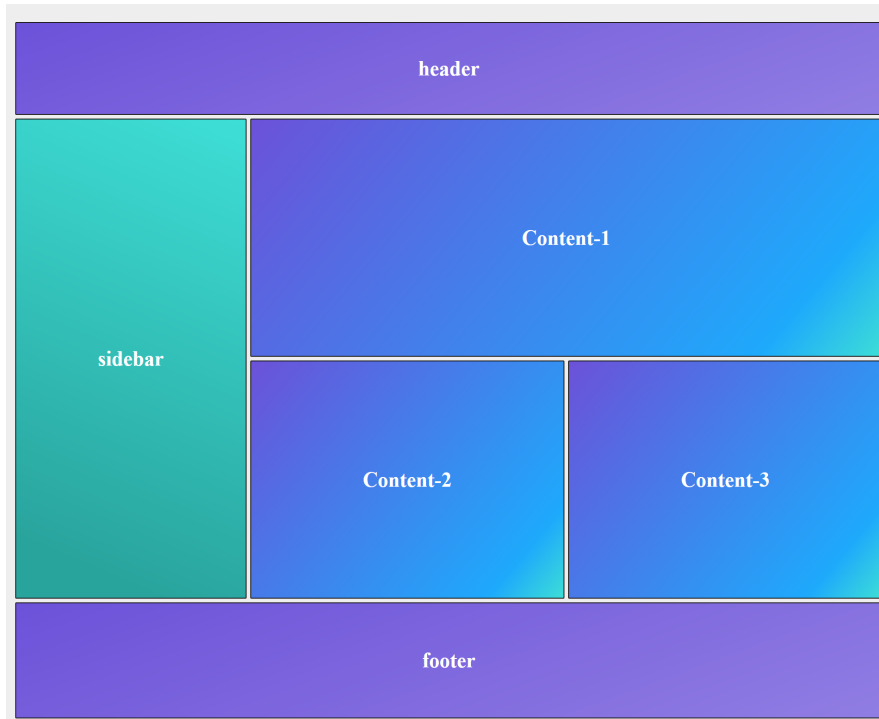 header
Content-1
sidebar
Content-2
Content-3
footer